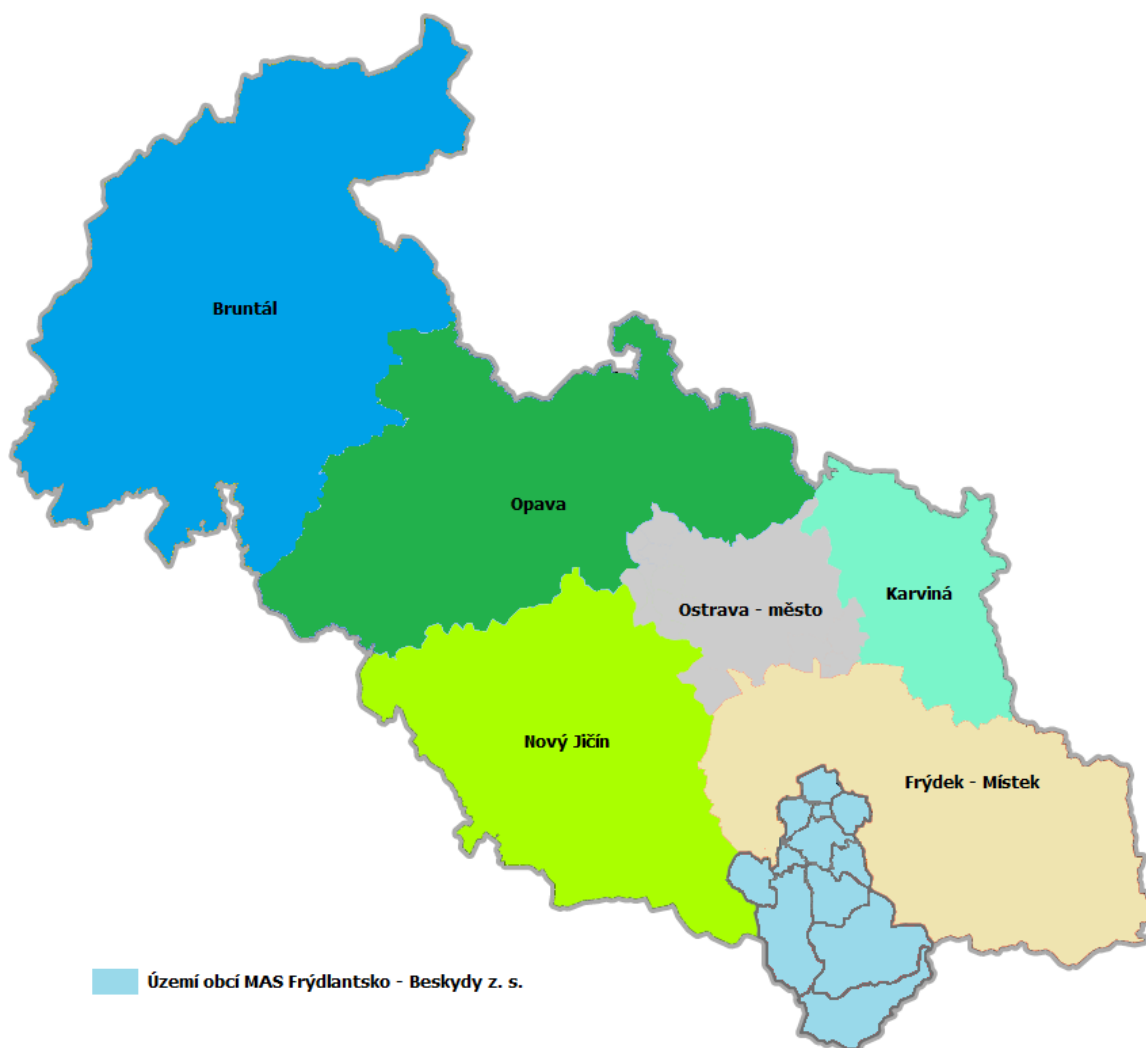 Bruntál
Opava
Karviná
Ostrava - město
Nový Jičín
Frýdek - Místek
Území obcí MAS Frýdlantsko - Beskydy z. s.